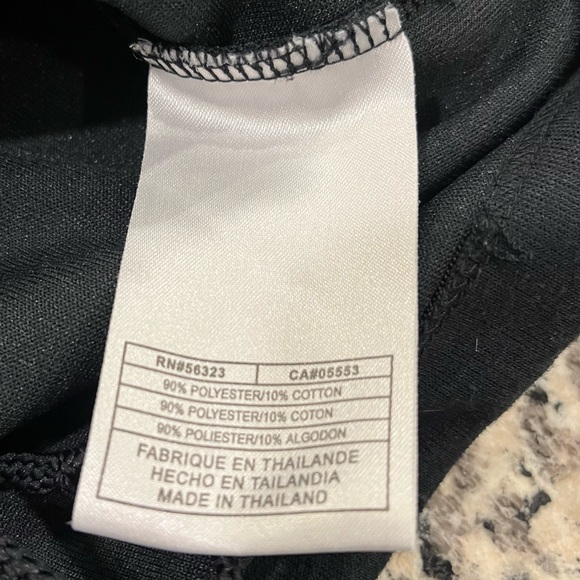 RN#56323 CA#05553
90% POLYESTER/10% COTTON
90% POLYESTER/10% COTON
90% POLIESTER/10% ALGODON
FABRIQUE EN THAILANDE
HECHO EN TAILANDIA
MADE IN THAILAND